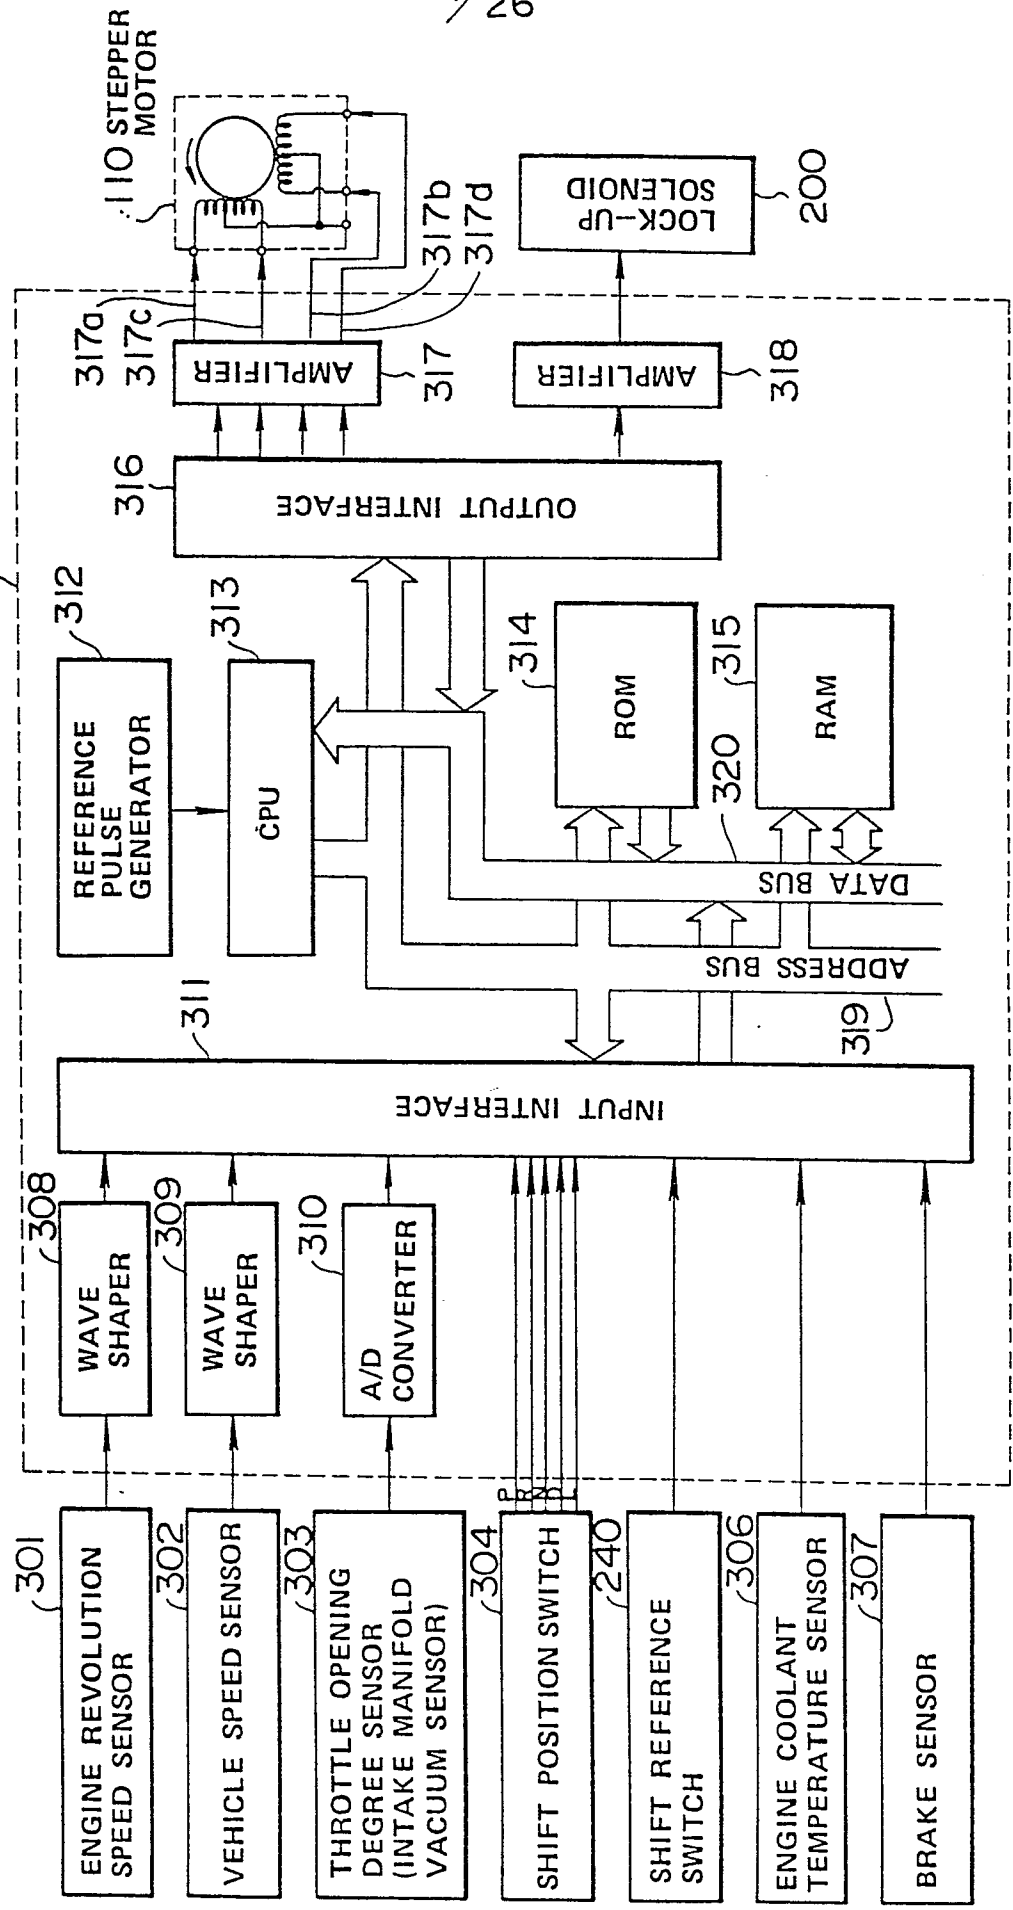 26
301
ENGINE REVOLUTION
SPEED SENSOR
302
VEHICLE SPEED SENSOR
303
THROTTLE OPENING
DEGREE SENSOR
(INTAKE MANIFOLD
VACUUM SENSOR)
304
SHIFT POSITION SWITCH
P
R
N
D
L
240
SHIFT REFERENCE
SWITCH
306
ENGINE COOLANT
TEMPERATURE SENSOR
307
BRAKE SENSOR
308
WAVE
SHAPER
309
WAVE
SHAPER
310
A/D
CONVERTER
311
INPUT INTERFACE
312
REFERENCE
PULSE
GENERATOR
313
CPU
314
ROM
315
RAM
320
DATA BUS
ADDRESS BUS
319
316
OUTPUT INTERFACE
317a
317c
AMPLIFIER
317
317b
317d
AMPLIFIER
318
110 STEPPER
MOTOR
LOCK-UP
SOLENOID
200